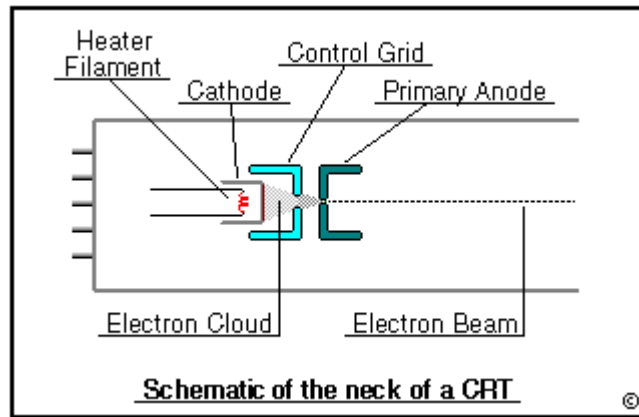 Heater
Filament
Control Grid
Cathode
Primary Anode
Electron Cloud
Electron Beam
Schematic of the neck of a CRT
©